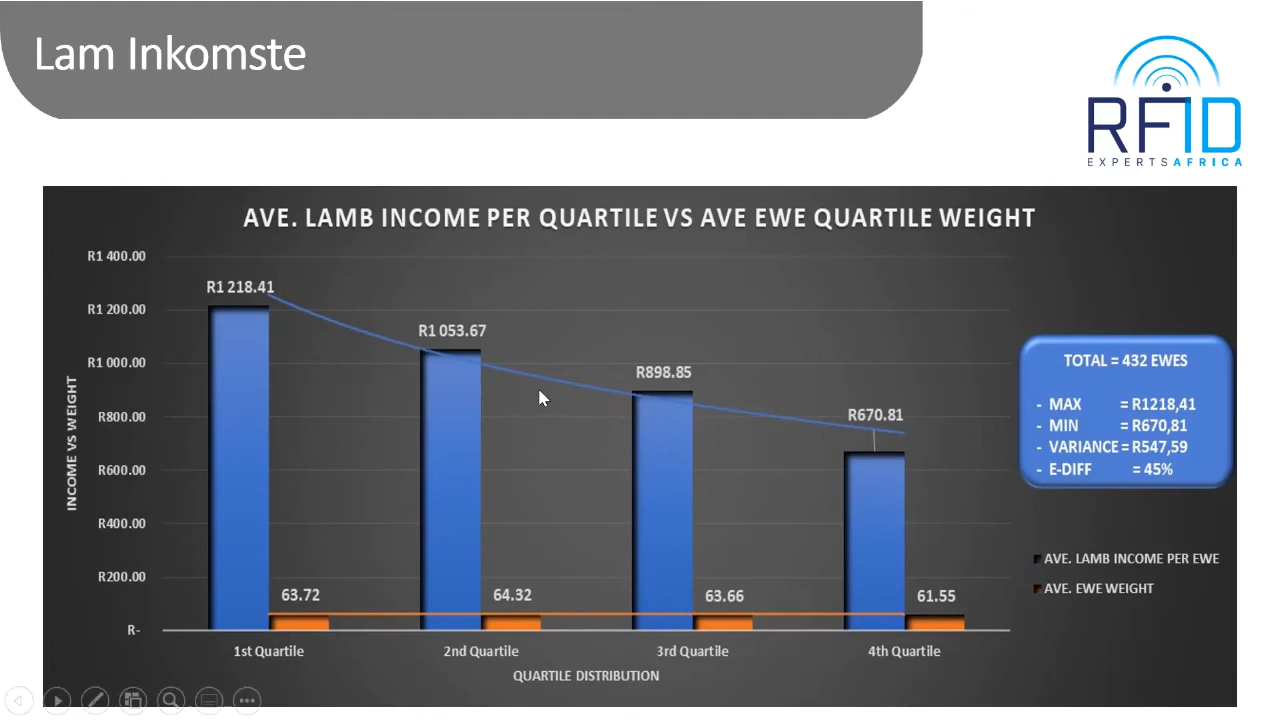 Lam Inkomste
RFID
EXPERTSAFRICA
AVE. LAMB INCOME PER QUARTILE VS AVE EWE QUARTILE WEIGHT
R1 400.00
R1 200.00
R1 000.00
R800.00
R600.00
R400.00
R200.00
R-
INCOME VS WEIGHT
R1 218.41
R1 053.67
R898.85
R670.81
63.72
64.32
63.66
61.55
1st Quartile
2nd Quartile
3rd Quartile
4th Quartile
QUARTILE DISTRIBUTION
TOTAL = 432 EWES
- MAX = R1218,41
- MIN = R670,81
- VARIANCE = R547,59
- E-DIFF = 45%
AVE. LAMB INCOME PER EWE
AVE. EWE WEIGHT